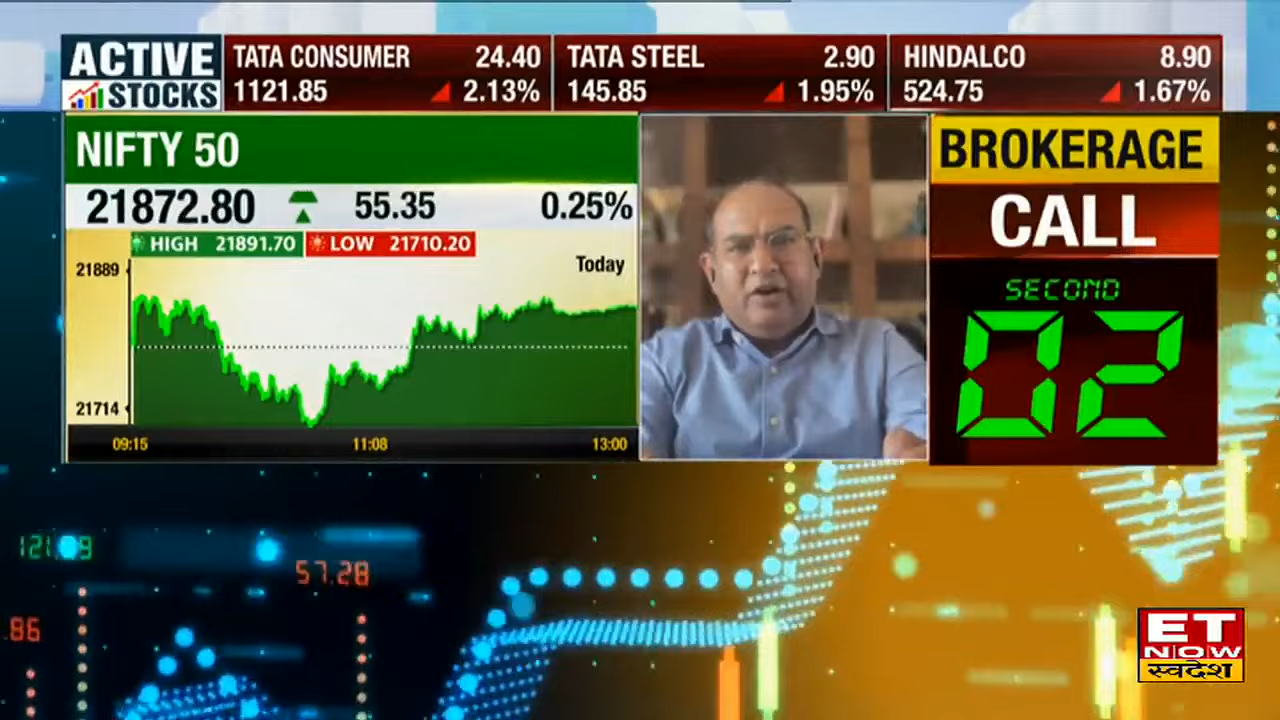 ACTIVE
STOCKS
TATA CONSUMER 24.40
1121.85 2.13%
TATA STEEL 2.90
145.85 1.95%
HINDALCO 8.90
524.75 1.67%
NIFTY 50
21872.80 55.35 0.25%
HIGH 21891.70 LOW 21710.20
Today
21889
21714
09:15 11:08 13:00
BROKERAGE
CALL
SECOND
02
57.28
.86
ET
NOW
स्वदेश